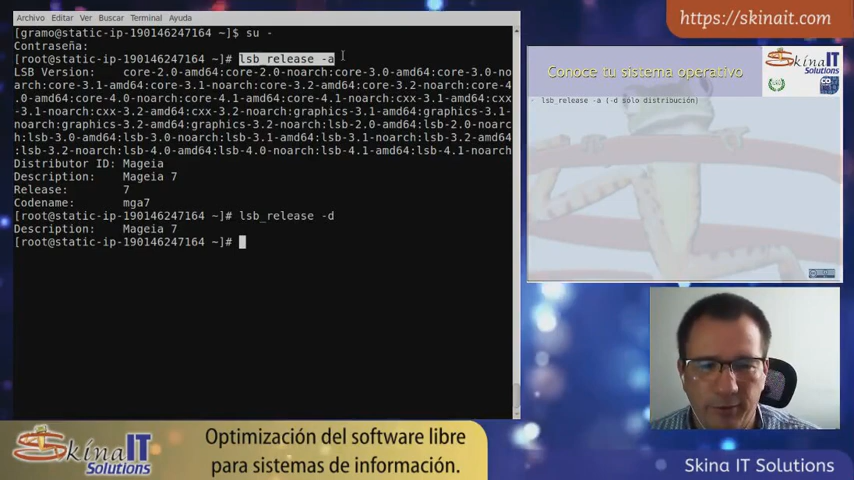 Archivo Editar Ver Buscar Terminal Ayuda
[gramo@static-ip-190146247164 ~]$ su -
Contraseña:
[root@static-ip-190146247164 ~]# lsb_release -a
LSB Version: core-2.0-amd64:core-2.0-noarch:core-3.0-amd64:core-3.0-no
arch:core-3.1-amd64:core-3.1-noarch:core-3.2-amd64:core-3.2-noarch:core-4
.0-amd64:core-4.0-noarch:core-4.1-amd64:core-4.1-noarch:cxx-3.1-amd64:cxx
-3.1-noarch:cxx-3.2-amd64:cxx-3.2-noarch:graphics-3.1-amd64:graphics-3.1-
noarch:graphics-3.2-amd64:graphics-3.2-noarch:lsb-2.0-amd64:lsb-2.0-noarc
h:lsb-3.0-amd64:lsb-3.0-noarch:lsb-3.1-amd64:lsb-3.1-noarch:lsb-3.2-amd64
:lsb-3.2-noarch:lsb-4.0-amd64:lsb-4.0-noarch:lsb-4.1-amd64:lsb-4.1-noarch
Distributor ID: Mageia
Description: Mageia 7
Release: 7
Codename: mga7
[root@static-ip-190146247164 ~]# lsb_release -d
Description: Mageia 7
[root@static-ip-190146247164 ~]#
https://skinait.com
Conoce tu sistema operativo
Skina IT
Solutions
lsb_release -a (-d solo distribución)
Skina IT
Solutions
Optimización del software libre
para sistemas de información.
Skina IT Solutions